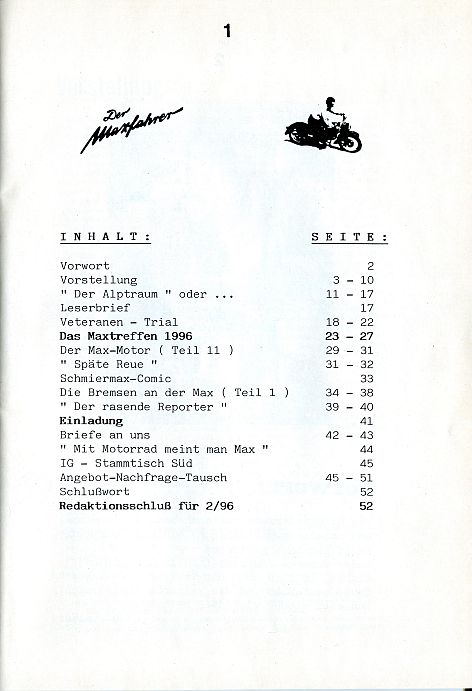 1
Der
Maxfahrer
INHALT: SEITE:
Vorwort 2
Vorstellung 3 - 10
" Der Alptraum " oder ... 11 - 17
Leserbrief 17
Veteranen - Trial 18 - 22
Das Maxtreffen 1996 23 - 27
Der Max-Motor ( Teil 11 ) 29 - 31
" Späte Reue " 31 - 32
Schmiermax-Comic 33
Die Bremsen an der Max ( Teil 1 ) 34 - 38
" Der rasende Reporter " 39 - 40
Einladung 41
Briefe an uns 42 - 43
" Mit Motorrad meint man Max " 44
IG - Stammtisch Süd 45
Angebot-Nachfrage-Tausch 45 - 51
Schlußwort 52
Redaktionsschluß für 2/96 52